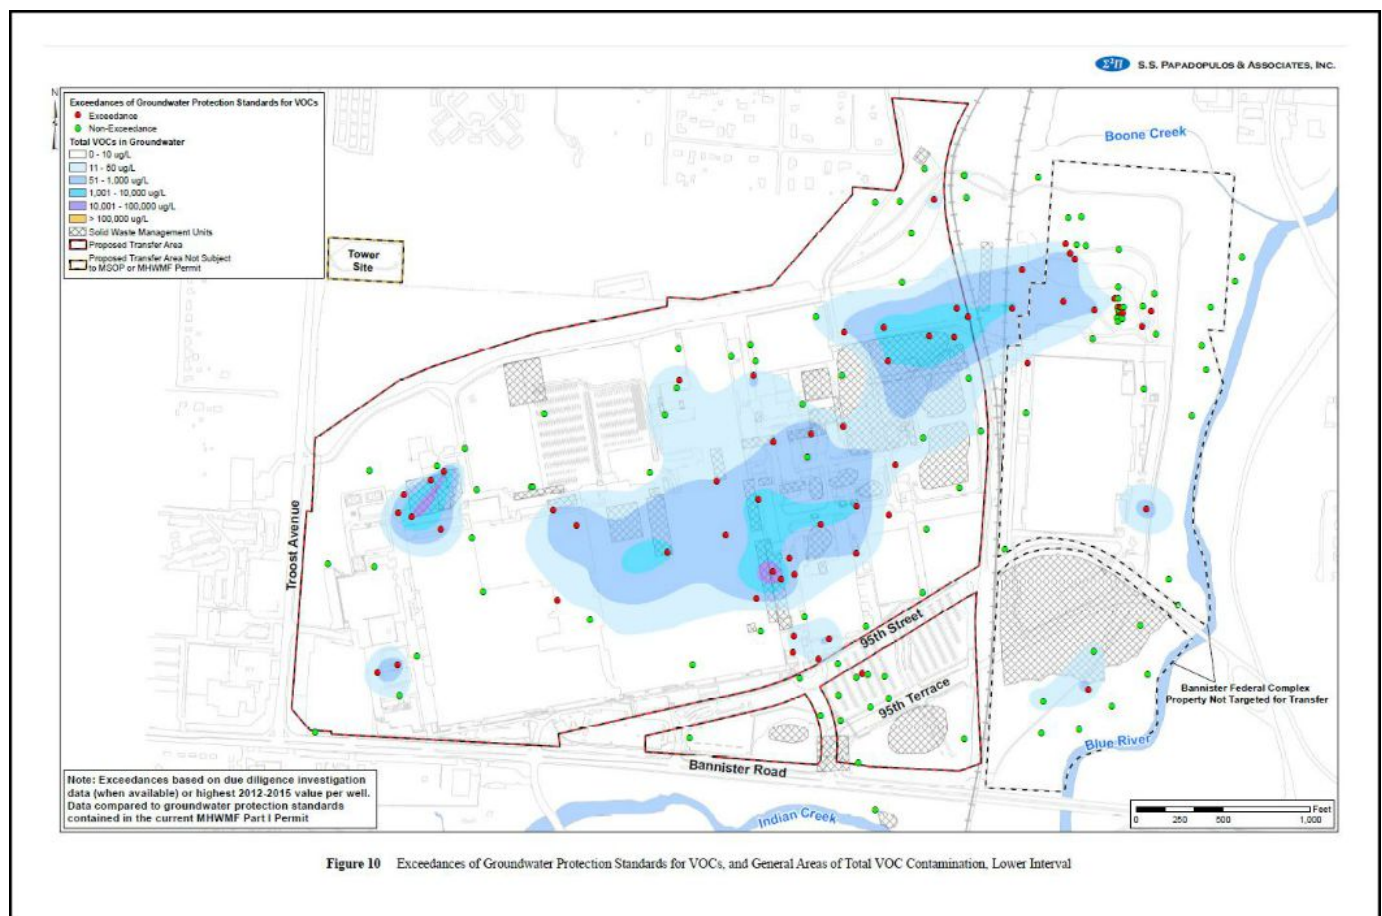 Σ²Π S.S. PAPADOPULOS & ASSOCIATES, INC.
N
Exceedances of Groundwater Protection Standards for VOCs
Exceedance
Non-Exceedance
Total VOCs in Groundwater
0 - 10 ug/L
11 - 50 ug/L
51 - 1,000 ug/L
1,001 - 10,000 ug/L
10,001 - 100,000 ug/L
> 100,000 ug/L
Solid Waste Management Units
Proposed Transfer Area
Proposed Transfer Area Not Subject
to MSOP or MHWMF Permit
Tower
Site
Boone Creek
Troost Avenue
95th Street
95th Terrace
Bannister Road
Bannister Federal Complex
Property Not Targeted for Transfer
Blue River
Indian Creek
Note: Exceedances based on due diligence investigation
data (when available) or highest 2012-2015 value per well.
Data compared to groundwater protection standards
contained in the current MHWMF Part I Permit
Feet
0 250 500 1,000
Figure 10 Exceedances of Groundwater Protection Standards for VOCs, and General Areas of Total VOC Contamination, Lower Interval